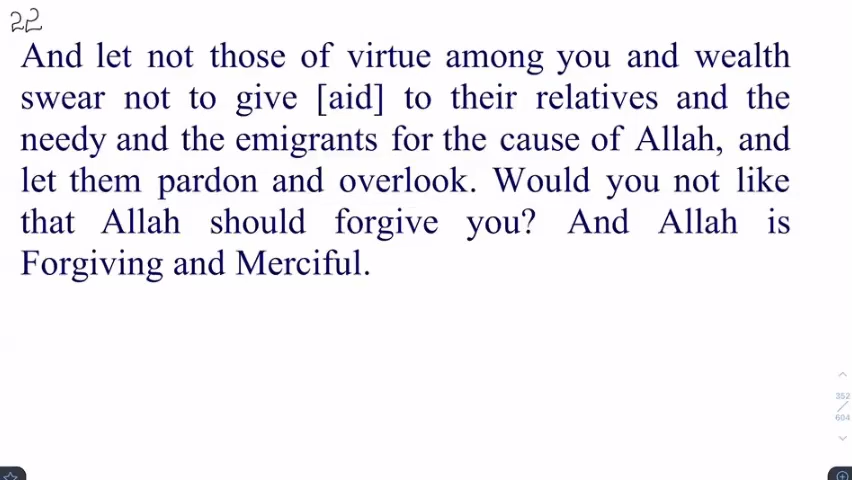 22
And let not those of virtue among you and wealth
swear not to give [aid] to their relatives and the
needy and the emigrants for the cause of Allah, and
let them pardon and overlook. Would you not like
that Allah should forgive you? And Allah is
Forgiving and Merciful.
352
/
604